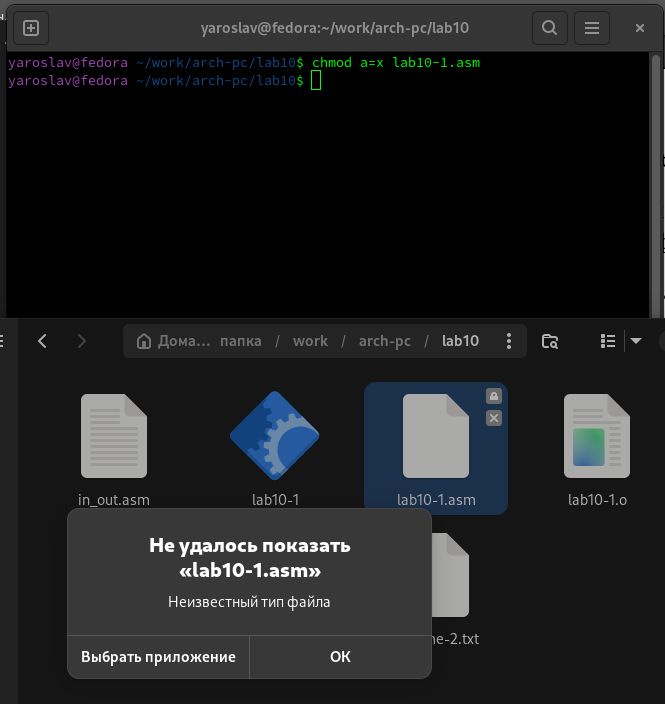 yaroslav@fedora:~/work/arch-pc/lab10
yaroslav@fedora ~/work/arch-pc/lab10$ chmod a=x lab10-1.asm
yaroslav@fedora ~/work/arch-pc/lab10$
Дома… папка / work / arch-pc / lab10
in_out.asm
lab10-1
lab10-1.asm
lab10-1.o
ne-2.txt
Не удалось показать
«lab10-1.asm»
Неизвестный тип файла
Выбрать приложение
ОК